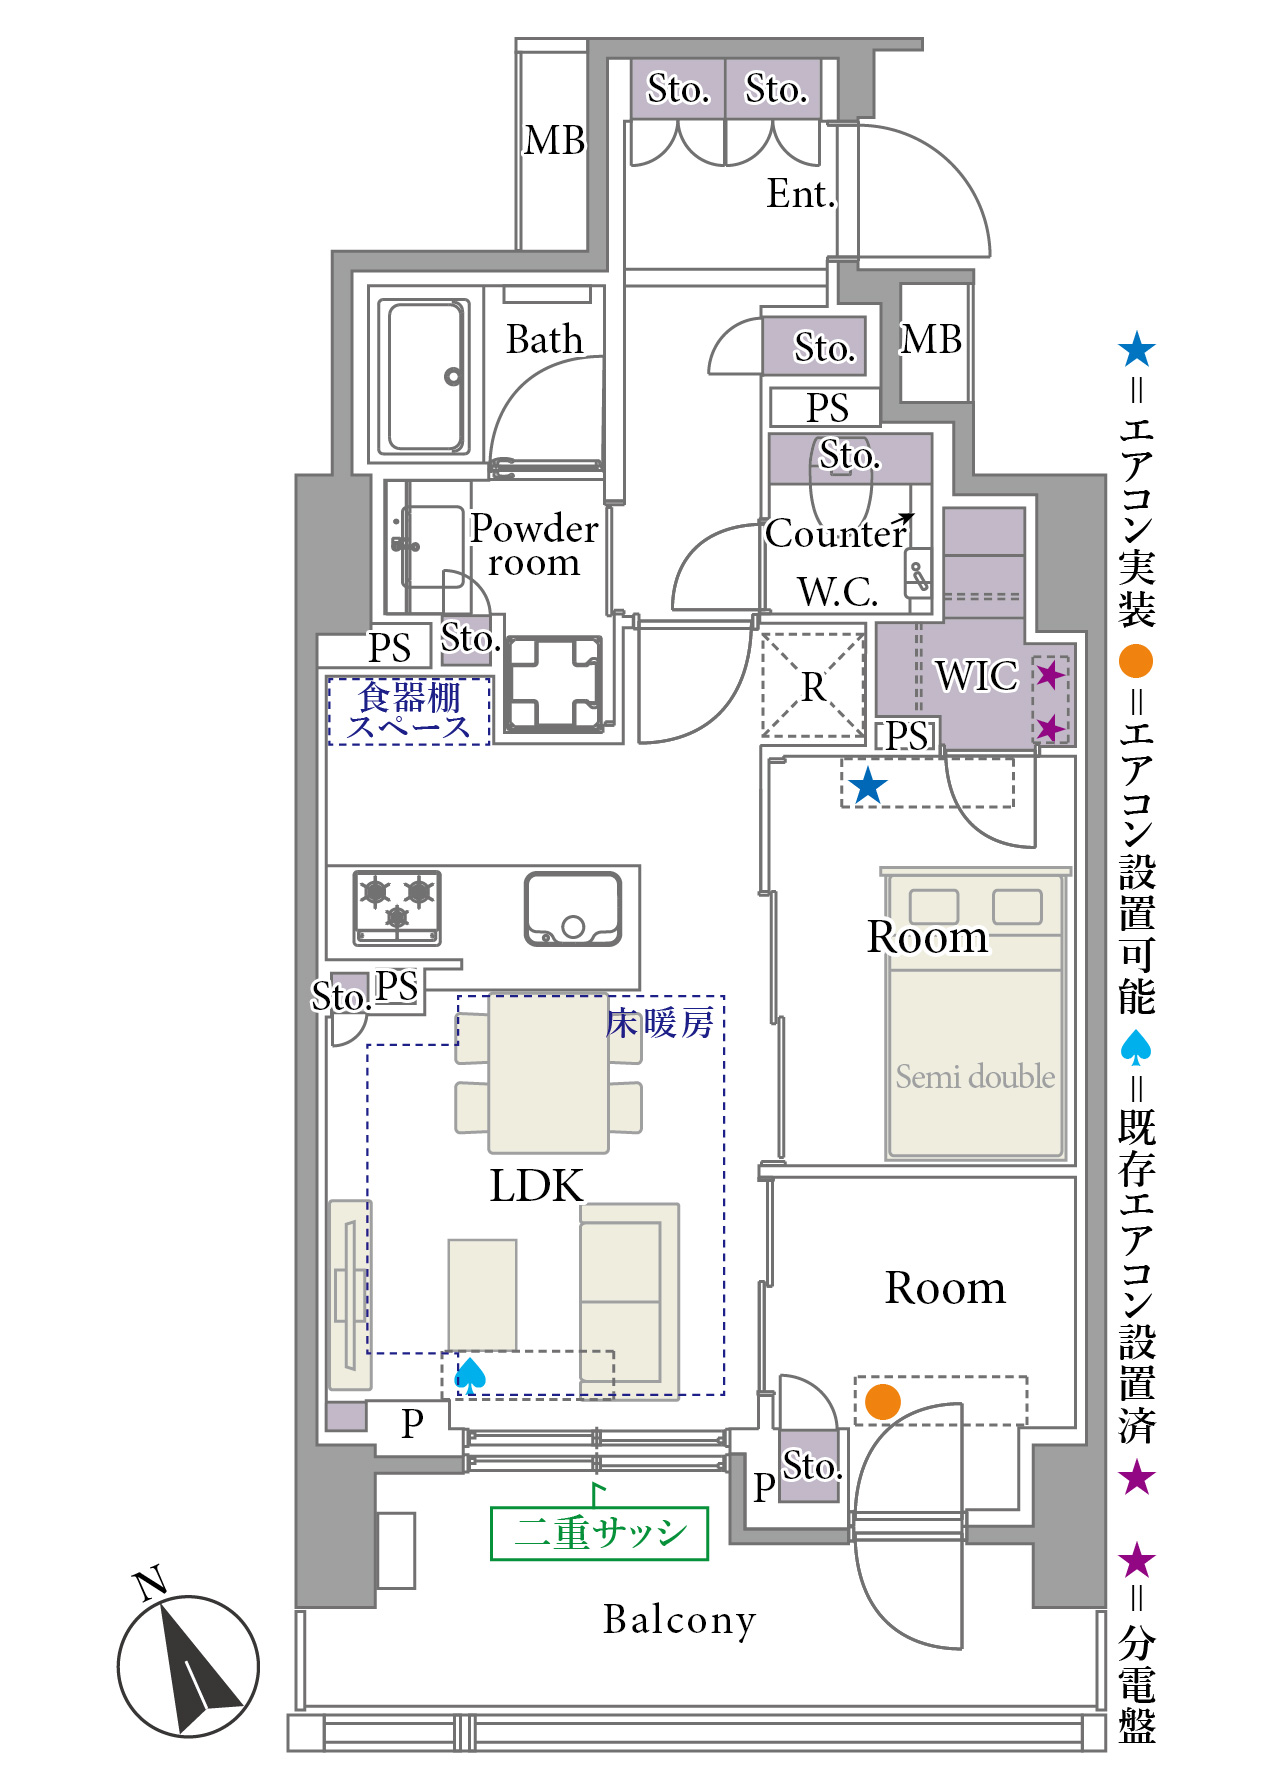 Sto.
Sto.
MB
Ent.
Bath
Sto.
MB
PS
Sto.
Powder
room
Counter
W.C.
PS
Sto.
R
WIC
PS
食器棚
スペース
Room
Sto.
PS
床暖房
Semi double
LDK
Room
P
Sto.
P
二重サッシ
Balcony
N
★=エアコン実装 ●=エアコン設置可能 ♠=既存エアコン設置済 ★ ★=分電盤